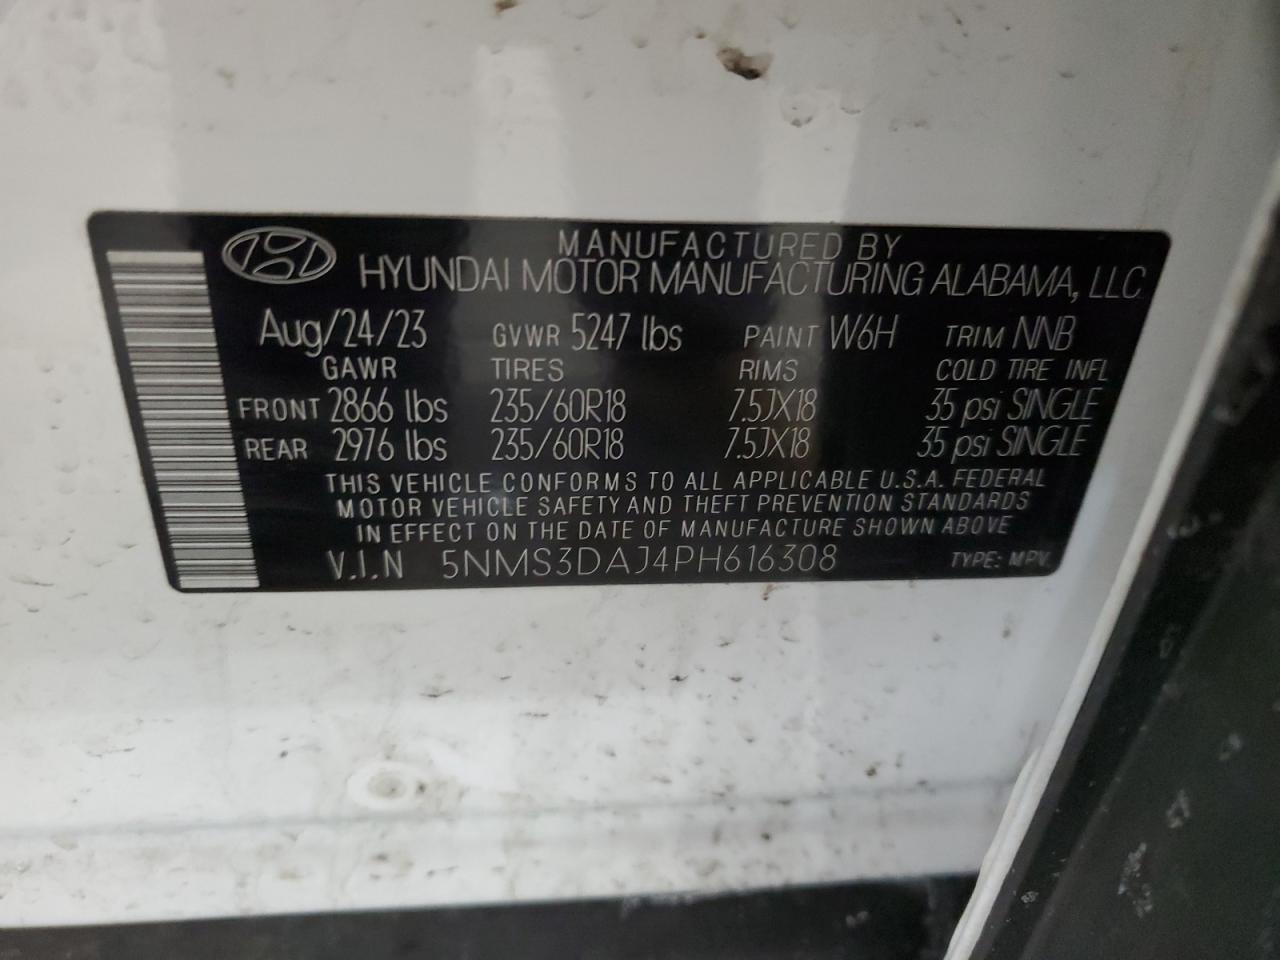 MANUFACTURED BY
HYUNDAI MOTOR MANUFACTURING ALABAMA, LLC
Aug/24/23 GVWR 5247 lbs PAINT W6H TRIM NNB
GAWR TIRES RIMS COLD TIRE INFL
FRONT 2866 lbs 235/60R18 7.5JX18 35 psi SINGLE
REAR 2976 lbs 235/60R18 7.5JX18 35 psi SINGLE
THIS VEHICLE CONFORMS TO ALL APPLICABLE U.S.A. FEDERAL
MOTOR VEHICLE SAFETY AND THEFT PREVENTION STANDARDS
IN EFFECT ON THE DATE OF MANUFACTURE SHOWN ABOVE
V.I.N 5NMS3DAJ4PH616308 TYPE: MPV